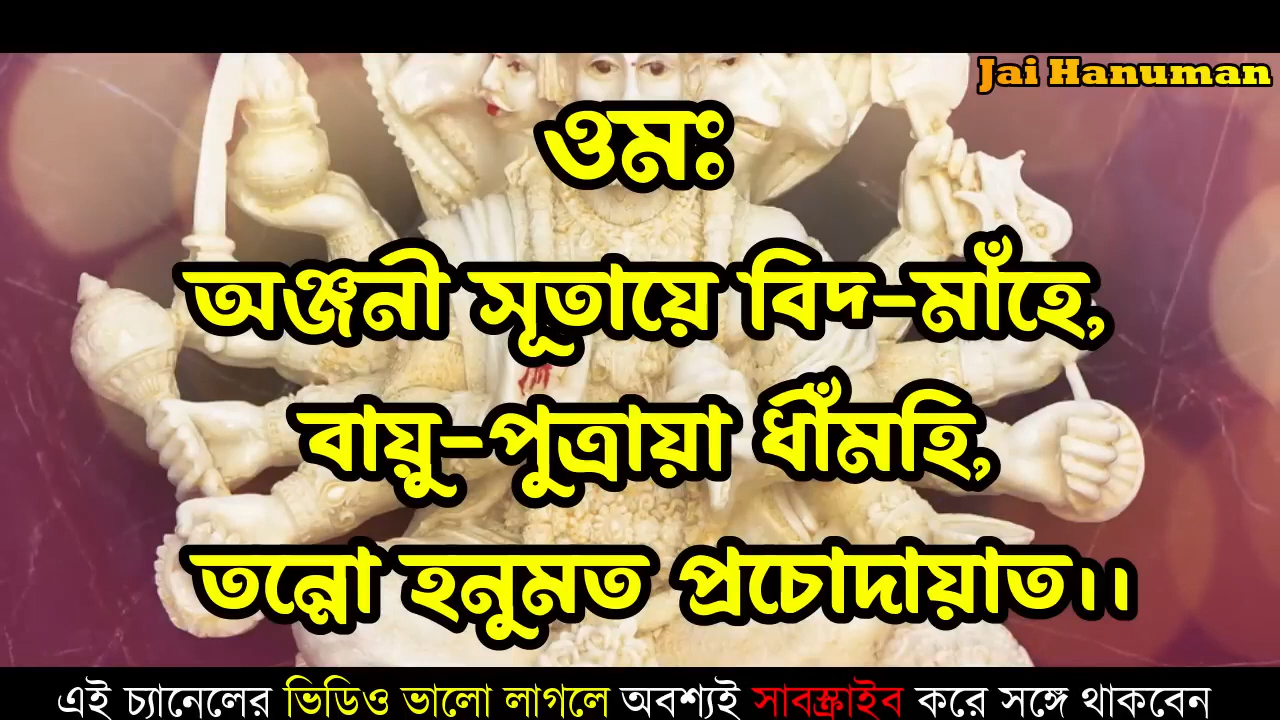 Jai Hanuman
ওমঃ
অঞ্জনী সূতায়ে বিদ-মাঁহে,
বায়ু-পুত্রায়া ধীঁমহি,
তন্নো হনুমত প্রচোদায়াত৷৷
এই চ্যানেলের ভিডিও ভালো লাগলে অবশ্যই সাবস্ক্রাইব করে সঙ্গে থাকবেন